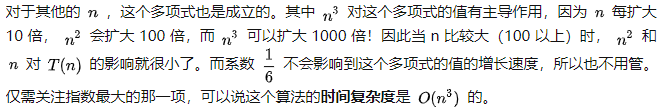 对于其他的 n ，这个多项式也是成立的。其中 n³ 对这个多项式的值有主导作用，因为 n 每扩大
10 倍， n² 会扩大 100 倍，而 n³ 可以扩大 1000 倍！因此当 n 比较大（100 以上）时， n² 和
n 对 T(n) 的影响就很小了。而系数 1/6 不会影响到这个多项式的值的增长速度，所以也不用管。
仅需关注指数最大的那一项，可以说这个算法的时间复杂度是 O(n³) 的。